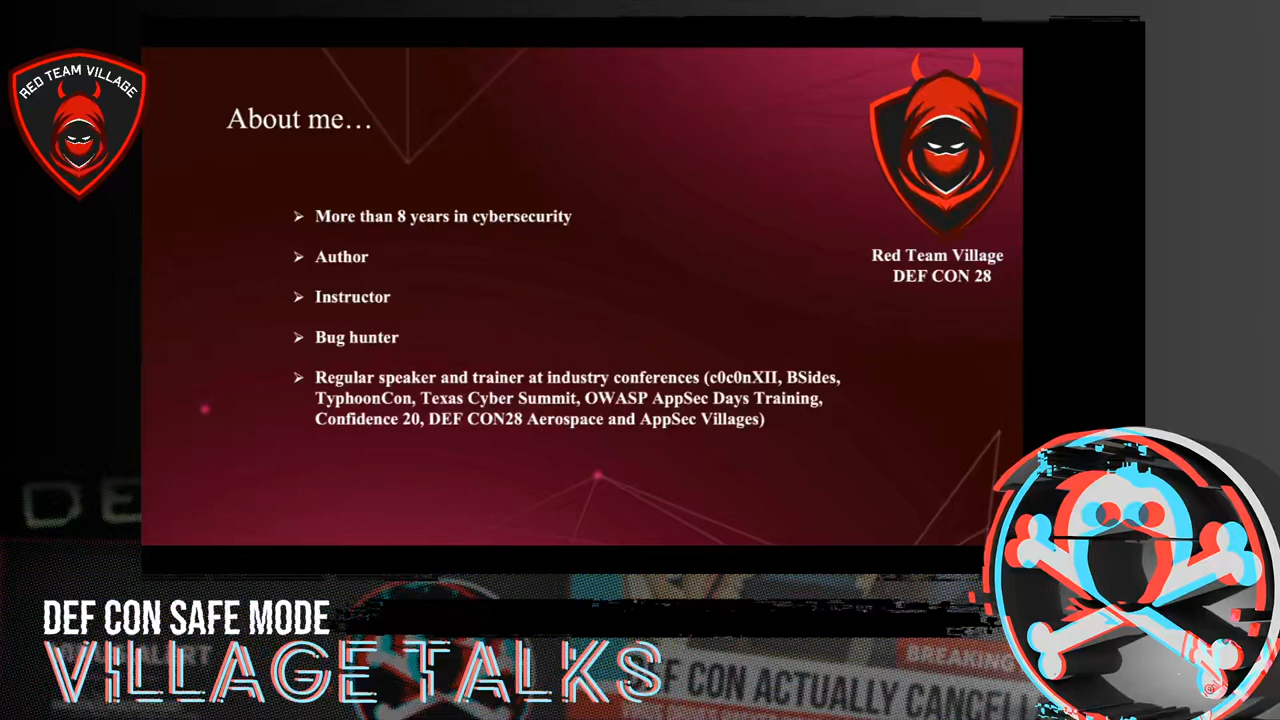 RED TEAM VILLAGE
About me…
➢ More than 8 years in cybersecurity
➢ Author
➢ Instructor
➢ Bug hunter
➢ Regular speaker and trainer at industry conferences (c0c0nXII, BSides,
TyphoonCon, Texas Cyber Summit, OWASP AppSec Days Training,
Confidence 20, DEF CON28 Aerospace and AppSec Villages)
Red Team Village
DEF CON 28
DE
DEF CON SAFE MODE
VILLAGE TALKS
BREAKING
F CON ACTUALLY CANCELL